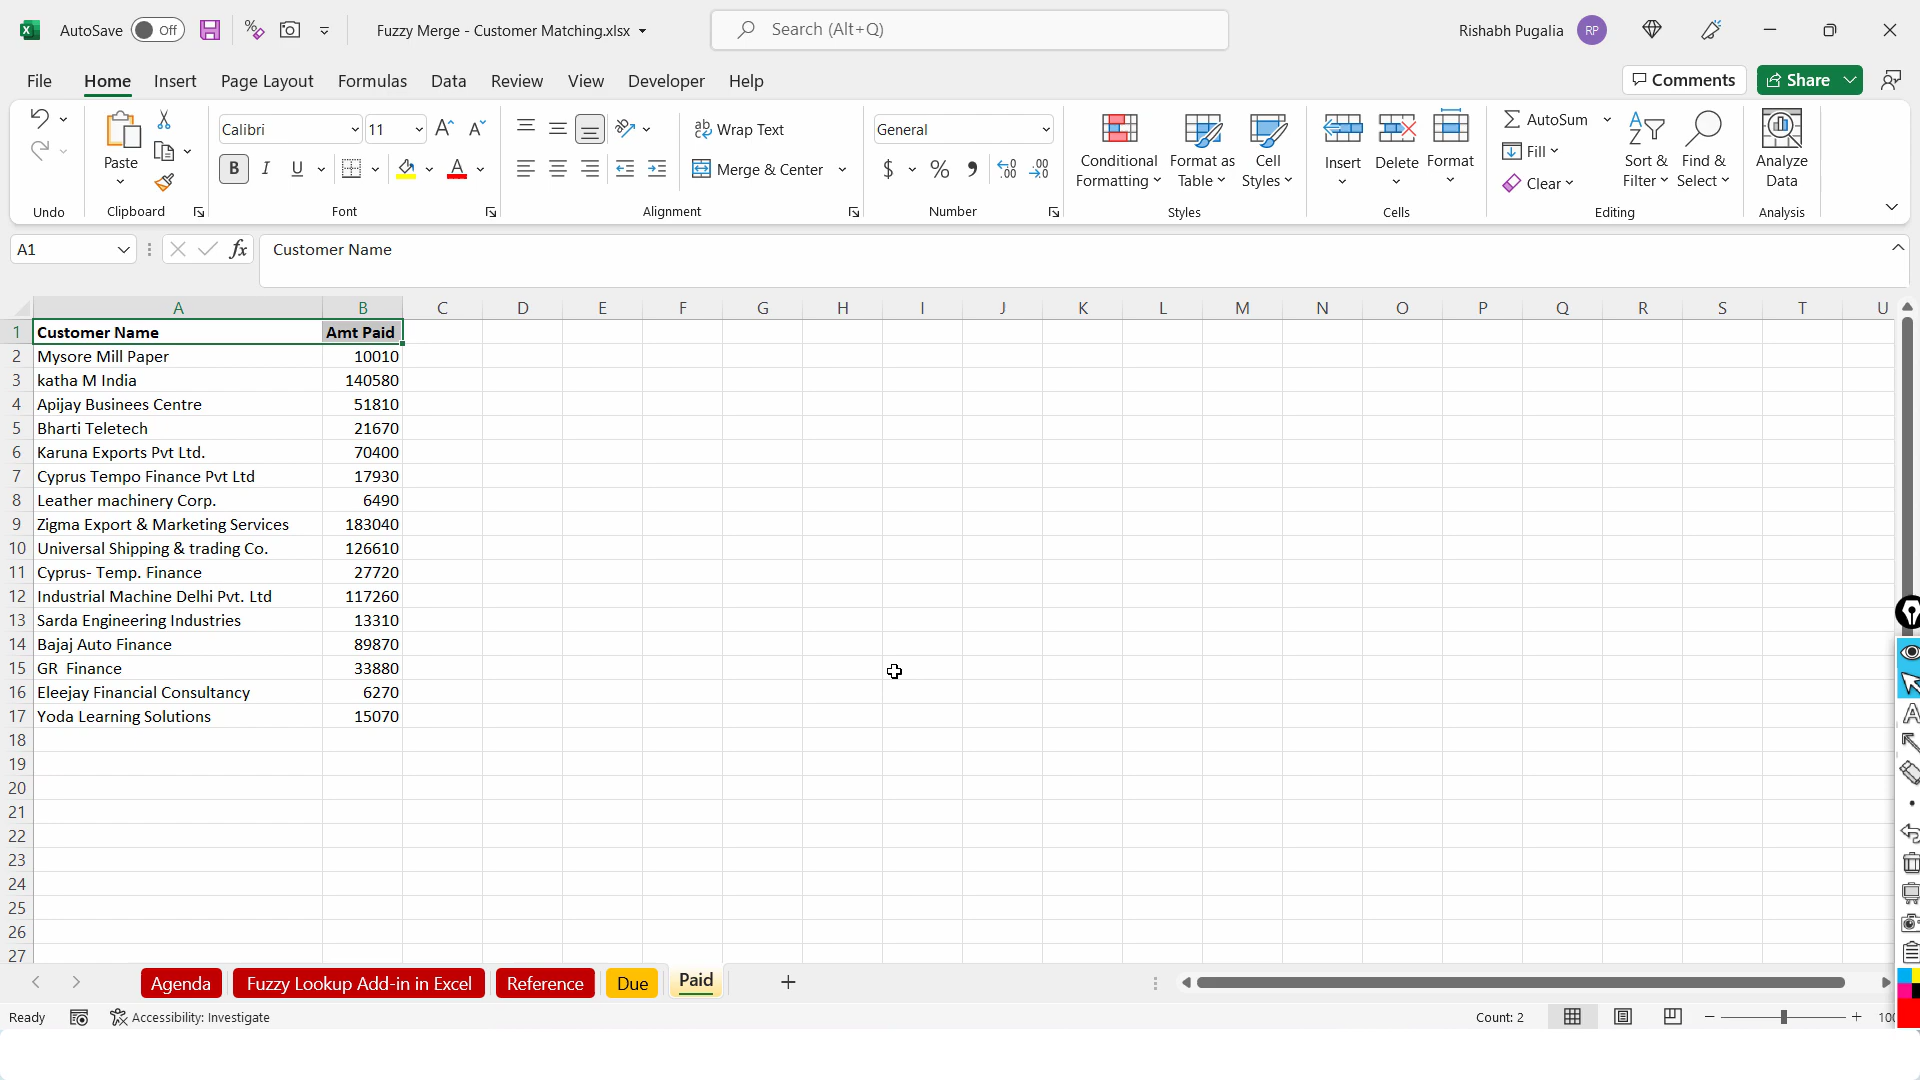 AutoSave Off Fuzzy Merge - Customer Matching.xlsx Search (Alt+Q) Rishabh Pugalia RP
File Home Insert Page Layout Formulas Data Review View Developer Help Comments Share
Paste
Calibri 11
Wrap Text
Merge & Center
General
$ % 9
Conditional Formatting
Format as Table
Cell Styles
Insert Delete Format
AutoSum
Fill
Clear
Sort & Filter
Find & Select
Analyze Data
Undo Clipboard Font Alignment Number Styles Cells Editing Analysis
A1 fx Customer Name
A B C D E F G H I J K L M N O P Q R S T U
1 Customer Name Amt Paid
2 Mysore Mill Paper 10010
3 katha M India 140580
4 Apijay Businees Centre 51810
5 Bharti Teletech 21670
6 Karuna Exports Pvt Ltd. 70400
7 Cyprus Tempo Finance Pvt Ltd 17930
8 Leather machinery Corp. 6490
9 Zigma Export & Marketing Services 183040
10 Universal Shipping & trading Co. 126610
11 Cyprus- Temp. Finance 27720
12 Industrial Machine Delhi Pvt. Ltd 117260
13 Sarda Engineering Industries 13310
14 Bajaj Auto Finance 89870
15 GR  Finance 33880
16 Eleejay Financial Consultancy 6270
17 Yoda Learning Solutions 15070
18
19
20
21
22
23
24
25
26
27
Agenda Fuzzy Lookup Add-in in Excel Reference Due Paid
Ready Accessibility: Investigate Count: 2